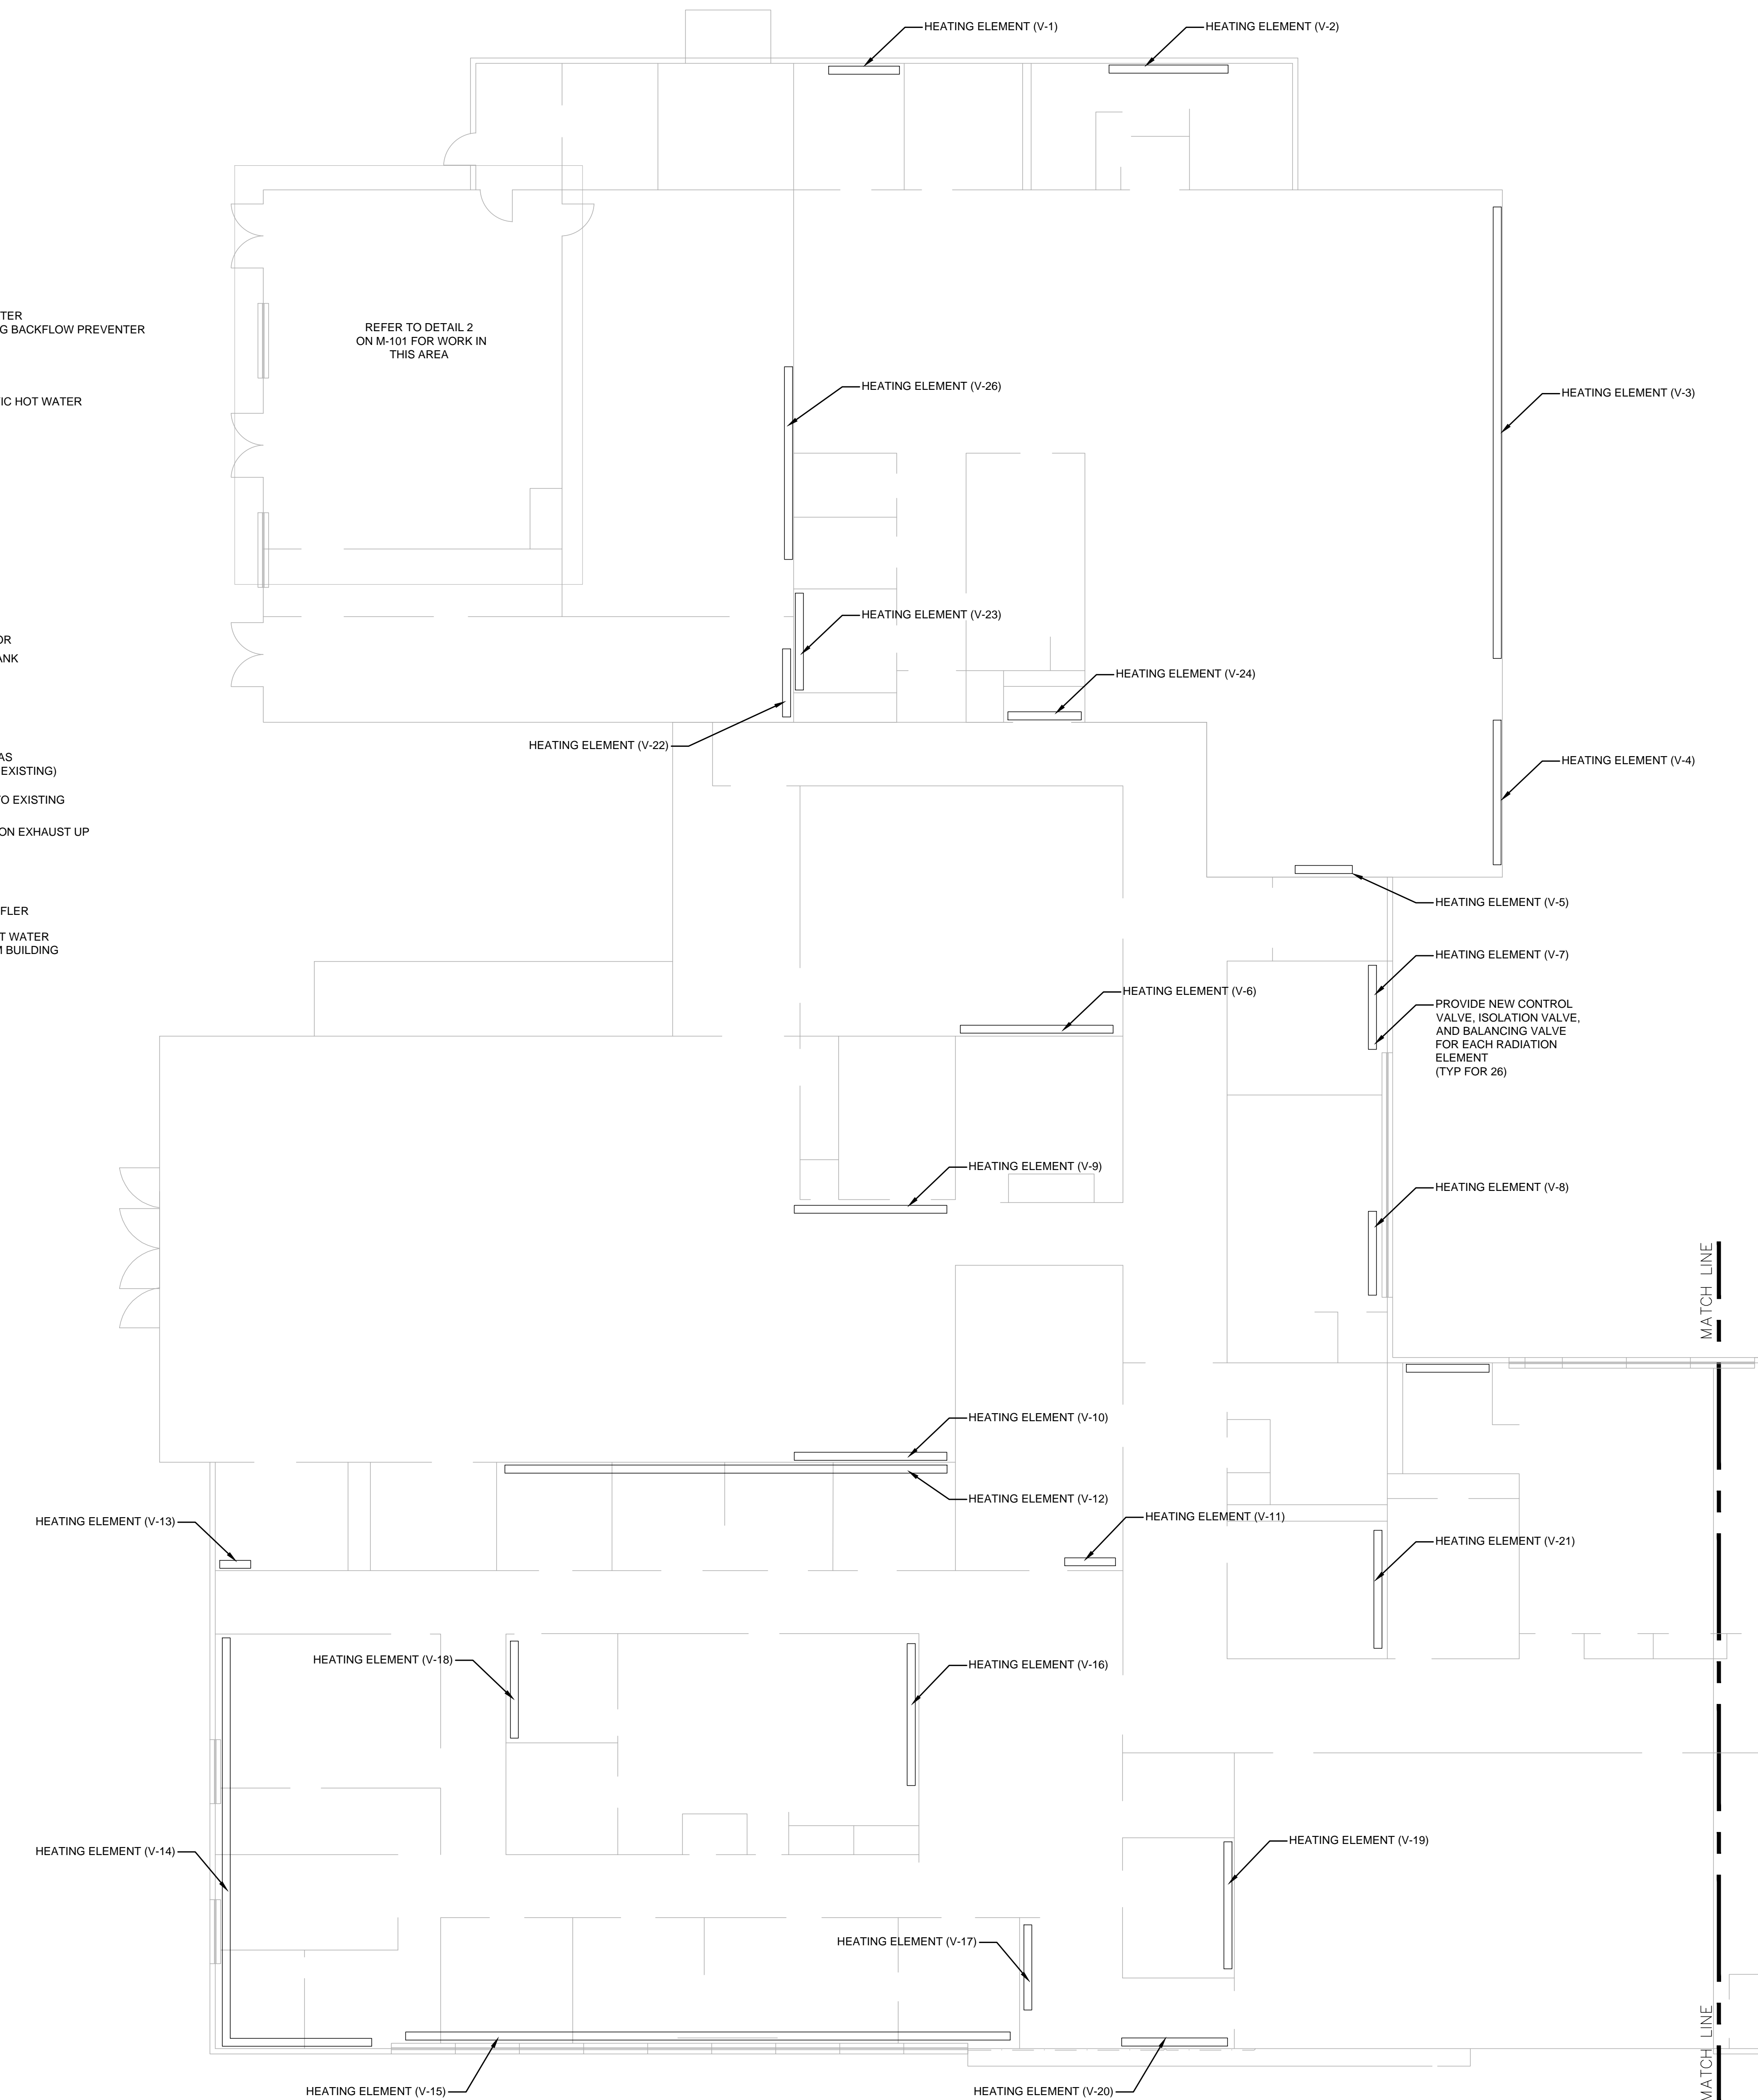 HEATING ELEMENT (V-1)
HEATING ELEMENT (V-2)
TER
G BACKFLOW PREVENTER
REFER TO DETAIL 2
ON M-101 FOR WORK IN
THIS AREA
HEATING ELEMENT (V-26)
HEATING ELEMENT (V-3)
IC HOT WATER
HEATING ELEMENT (V-23)
OR
ANK
HEATING ELEMENT (V-24)
HEATING ELEMENT (V-22)
AS
EXISTING)
HEATING ELEMENT (V-4)
O EXISTING
ON EXHAUST UP
HEATING ELEMENT (V-5)
FLER
T WATER
M BUILDING
HEATING ELEMENT (V-7)
HEATING ELEMENT (V-6)
PROVIDE NEW CONTROL
VALVE, ISOLATION VALVE,
AND BALANCING VALVE
FOR EACH RADIATION
ELEMENT
(TYP FOR 26)
HEATING ELEMENT (V-9)
HEATING ELEMENT (V-8)
MATCH LINE
HEATING ELEMENT (V-10)
HEATING ELEMENT (V-12)
HEATING ELEMENT (V-13)
HEATING ELEMENT (V-11)
HEATING ELEMENT (V-21)
HEATING ELEMENT (V-18)
HEATING ELEMENT (V-16)
HEATING ELEMENT (V-14)
HEATING ELEMENT (V-19)
HEATING ELEMENT (V-17)
MATCH LINE
HEATING ELEMENT (V-15)
HEATING ELEMENT (V-20)